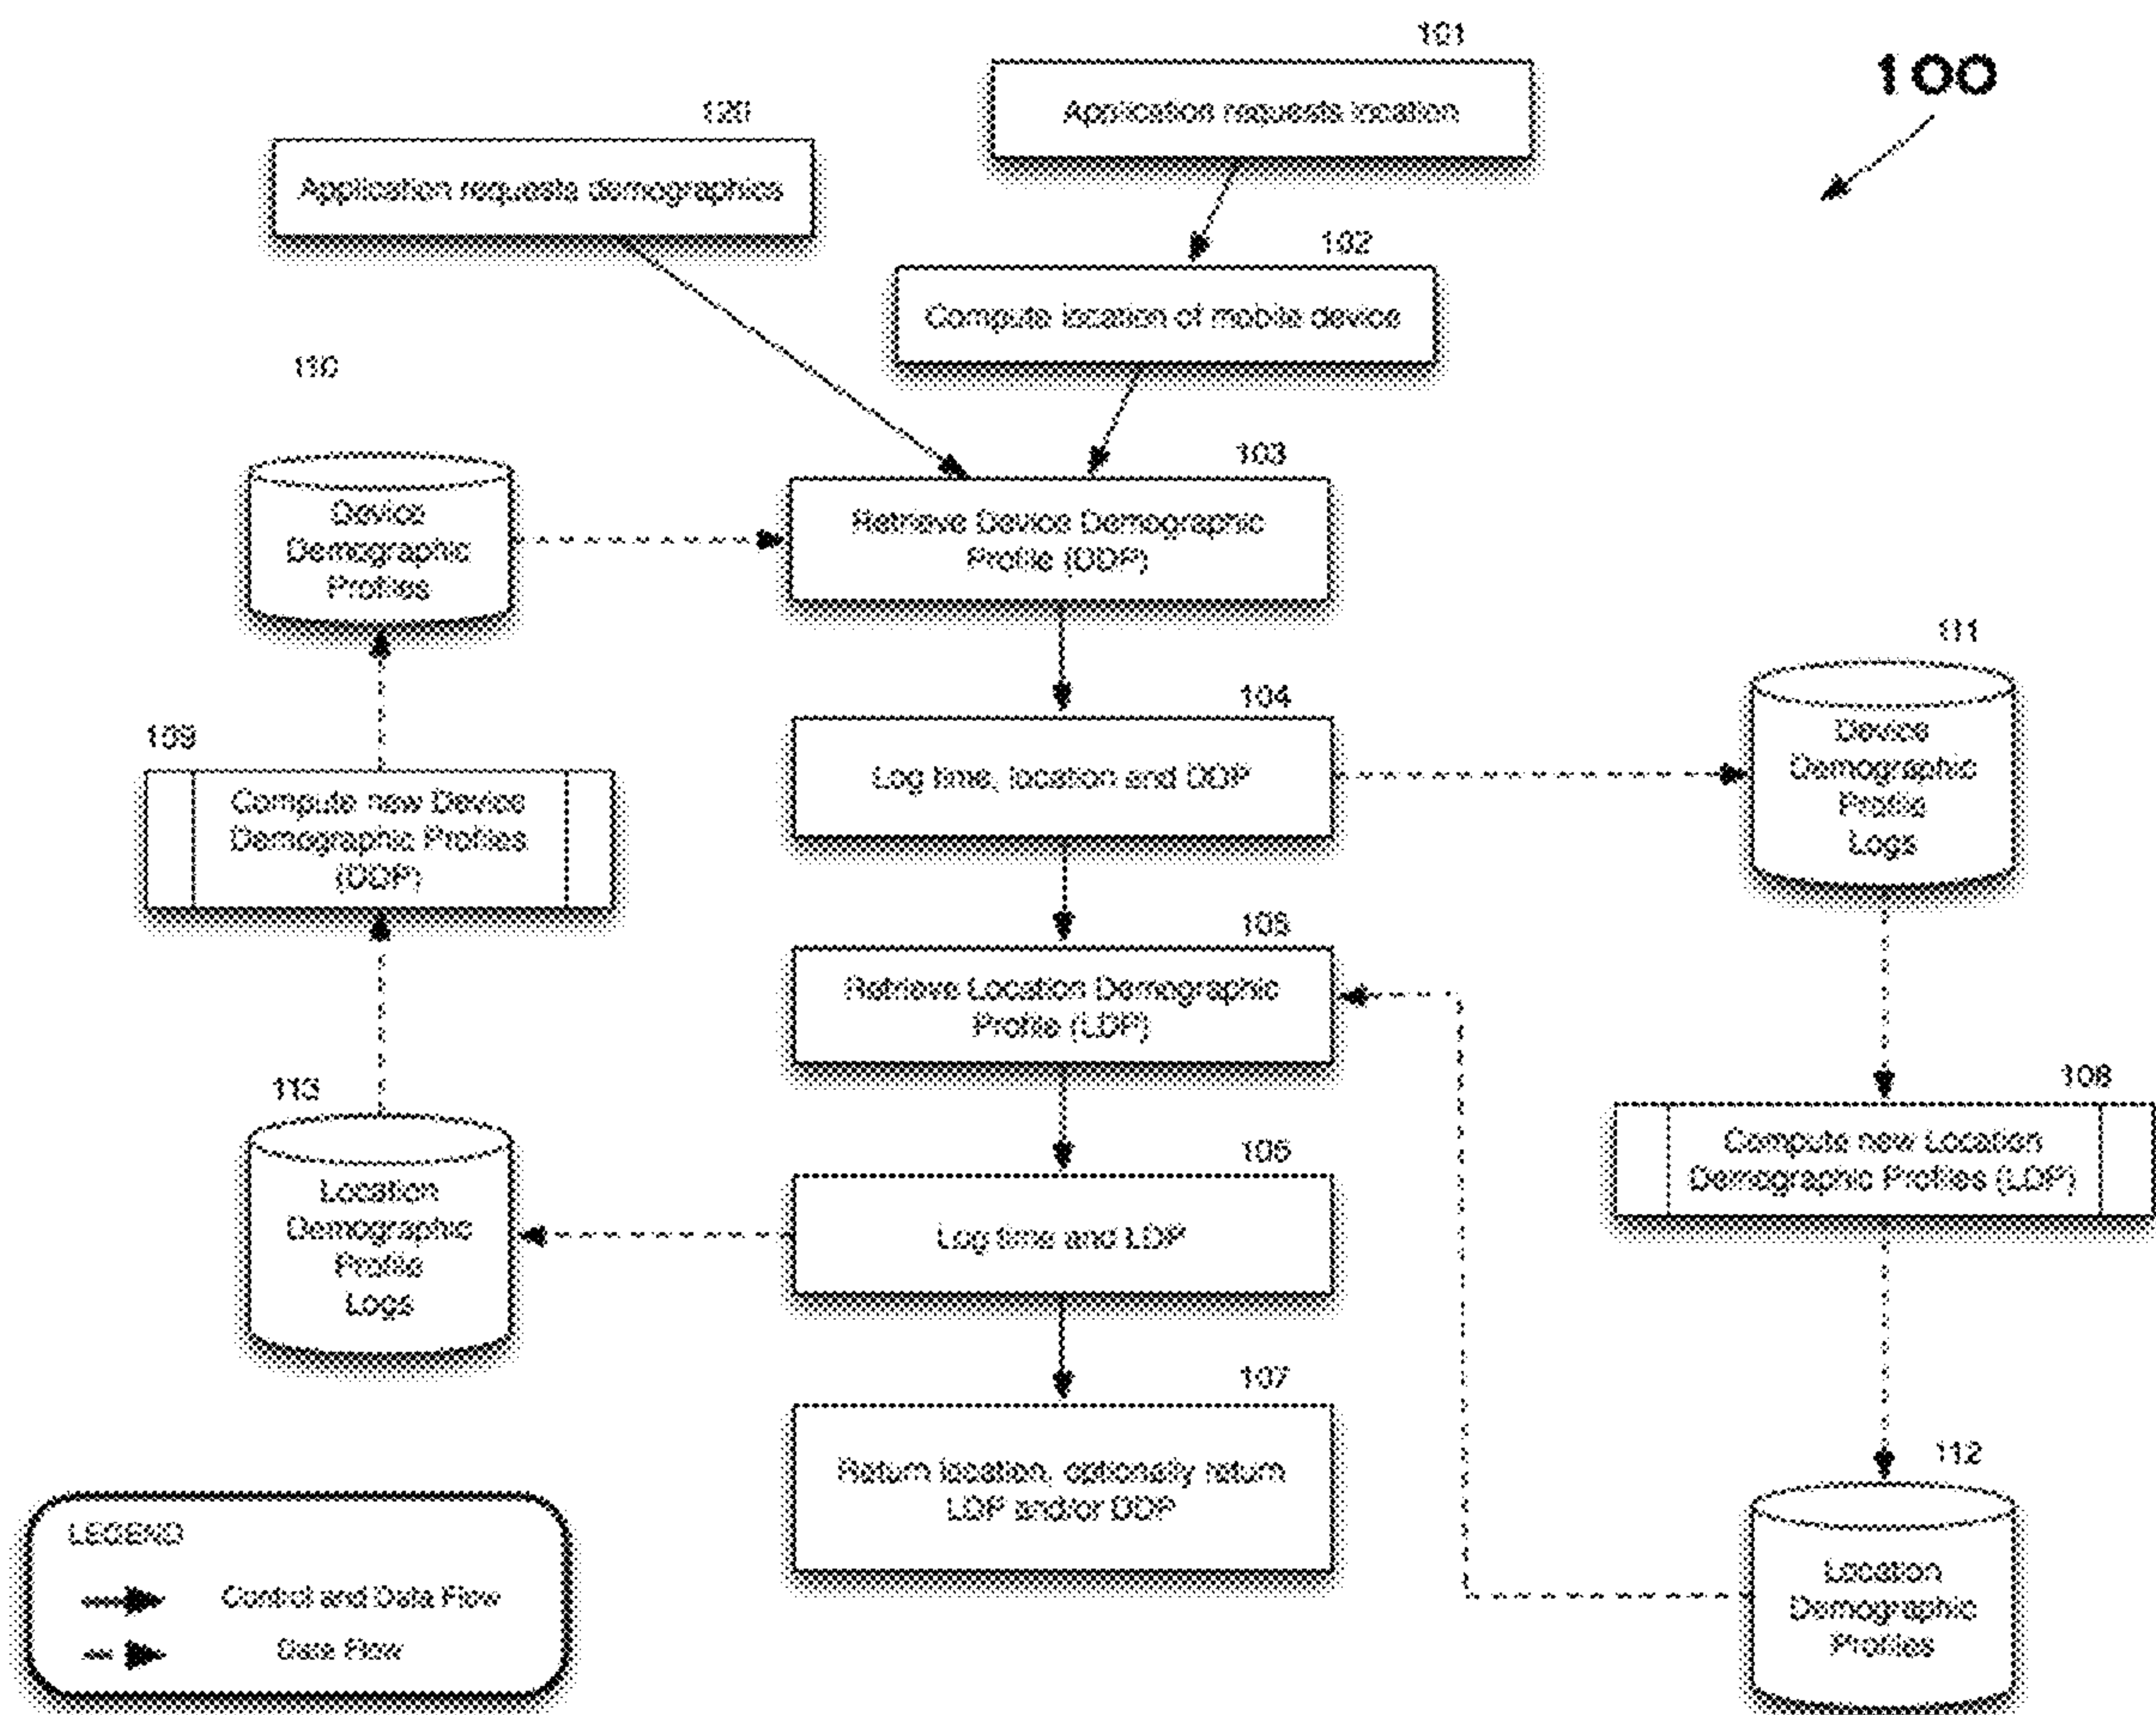 101
100
120
Application requests location
Application requests demographics
102
Compute location of mobile device
110
103
Device
Demographic
Profiles
Retrieve Device Demographic
Profile (DDP)
111
104
109
Device
Demographic
Profile
Logs
Log time, location and DDP
Compute new Device
Demographic Profiles
(DDP)
105
Retrieve Location Demographic
Profile (LDP)
113
108
106
Compute new Location
Demographic Profiles (LDP)
Location
Demographic
Profile
Logs
Log time and LDP
107
112
Return location, optionally return
LDP and/or DDP
LEGEND
Control and Data Flow
Data Flow
Location
Demographic
Profiles